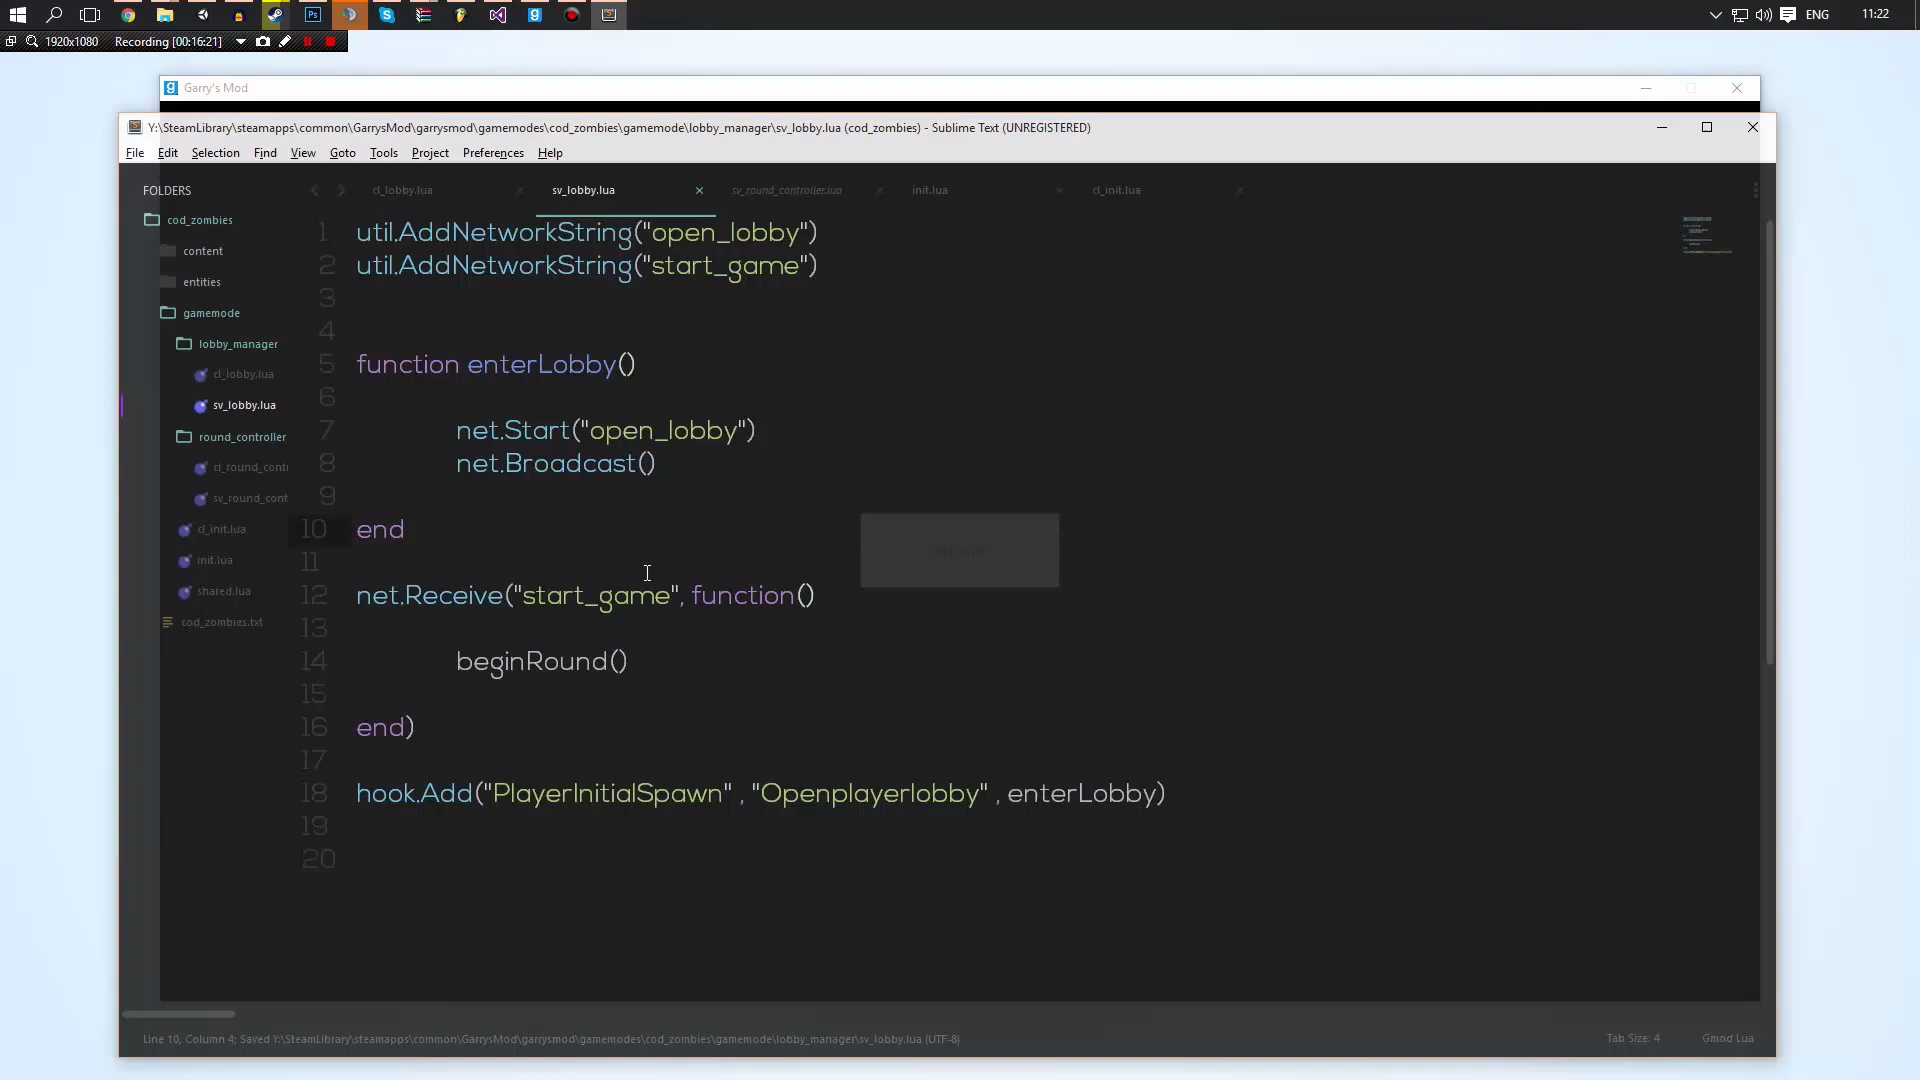 ENG
11:22
1920x1080
Recording [00:16:21]
Garry's Mod
Y:\SteamLibrary\steamapps\common\GarrysMod\garrysmod\gamemodes\cod_zombies\gamemode\lobby_manager\sv_lobby.lua (cod_zombies) - Sublime Text (UNREGISTERED)
File Edit Selection Find View Goto Tools Project Preferences Help
FOLDERS
cod_zombies
content
entities
gamemode
lobby_manager
cl_lobby.lua
sv_lobby.lua
round_controller
cl_round_contr
sv_round_cont
cl_init.lua
init.lua
shared.lua
cod_zombies.txt
cl_lobby.lua
sv_lobby.lua
sv_round_controller.lua
init.lua
cl_init.lua
1 util.AddNetworkString("open_lobby")
2 util.AddNetworkString("start_game")
3
4
5 function enterLobby()
6
7 net.Start("open_lobby")
8 net.Broadcast()
9
10 end
11
12 net.Receive("start_game", function()
13
14 beginRound()
15
16 end)
17
18 hook.Add("PlayerInitialSpawn" , "Openplayerlobby" , enterLobby)
19
20
Line 10, Column 4; Saved Y:\SteamLibrary\steamapps\common\GarrysMod\garrysmod\gamemodes\cod_zombies\gamemode\lobby_manager\sv_lobby.lua (UTF-8)
Tab Size: 4
Gmod Lua